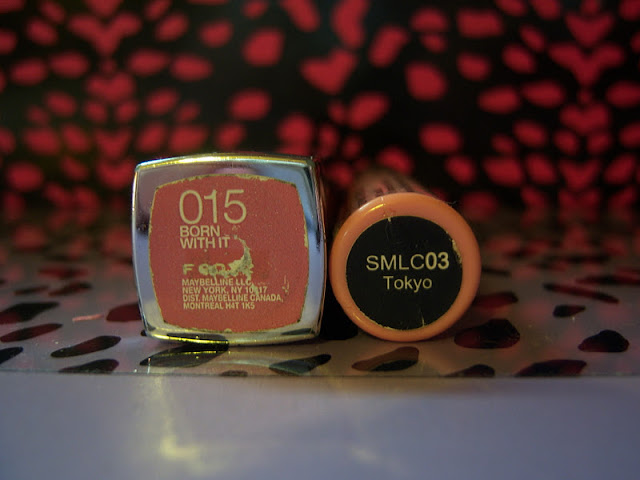 015
BORN
WITH IT
MAYBELLINE LLC,
NEW YORK, NY 10017
DIST. MAYBELLINE CANADA,
MONTREAL H4T 1K5
SMLC03
Tokyo